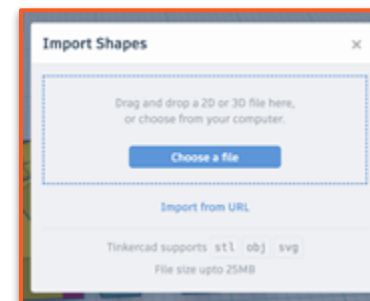 Import Shapes ×
Drag and drop a 2D or 3D file here,
or choose from your computer.
Choose a file
Import from URL
Tinkercad supports stl obj svg
File size upto 25MB